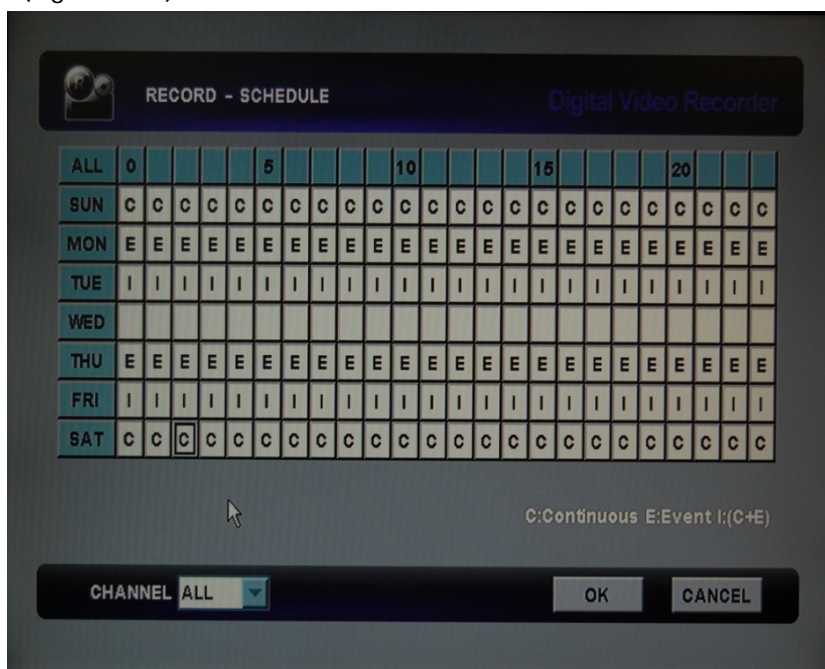 RECORD - SCHEDULE
Digital Video Recorder
ALL 0 5 10 15 20
SUN C C C C C C C C C C C C C C C C C C C C C C C C
MON E E E E E E E E E E E E E E E E E E E E E E E E
TUE I I I I I I I I I I I I I I I I I I I I I I I I
WED
THU E E E E E E E E E E E E E E E E E E E E E E E E
FRI I I I I I I I I I I I I I I I I I I I I I I I I
SAT C C C C C C C C C C C C C C C C C C C C C C C C
C:Continuous E:Event I:(C+E)
CHANNEL ALL OK CANCEL